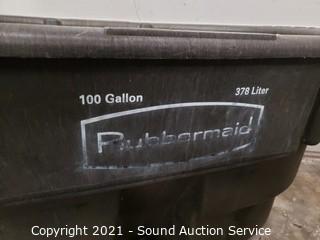 100 Gallon 378 Liter
Rubbermaid
Copyright 2021 - Sound Auction Service